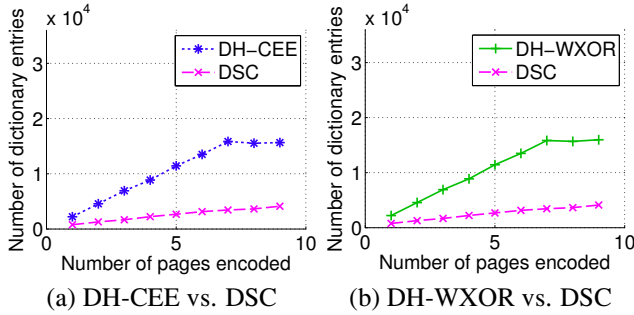 x 10^4
Number of dictionary entries
3
2
1
0
0
5
10
DH-CEE
DSC
Number of pages encoded
(a) DH-CEE vs. DSC
x 10^4
Number of dictionary entries
3
2
1
0
0
5
10
DH-WXOR
DSC
Number of pages encoded
(b) DH-WXOR vs. DSC